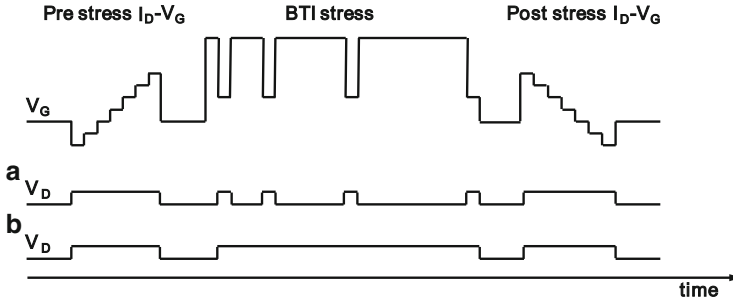 Pre stress ID-VG
BTI stress
Post stress ID-VG
VG
a
VD
b
VD
time